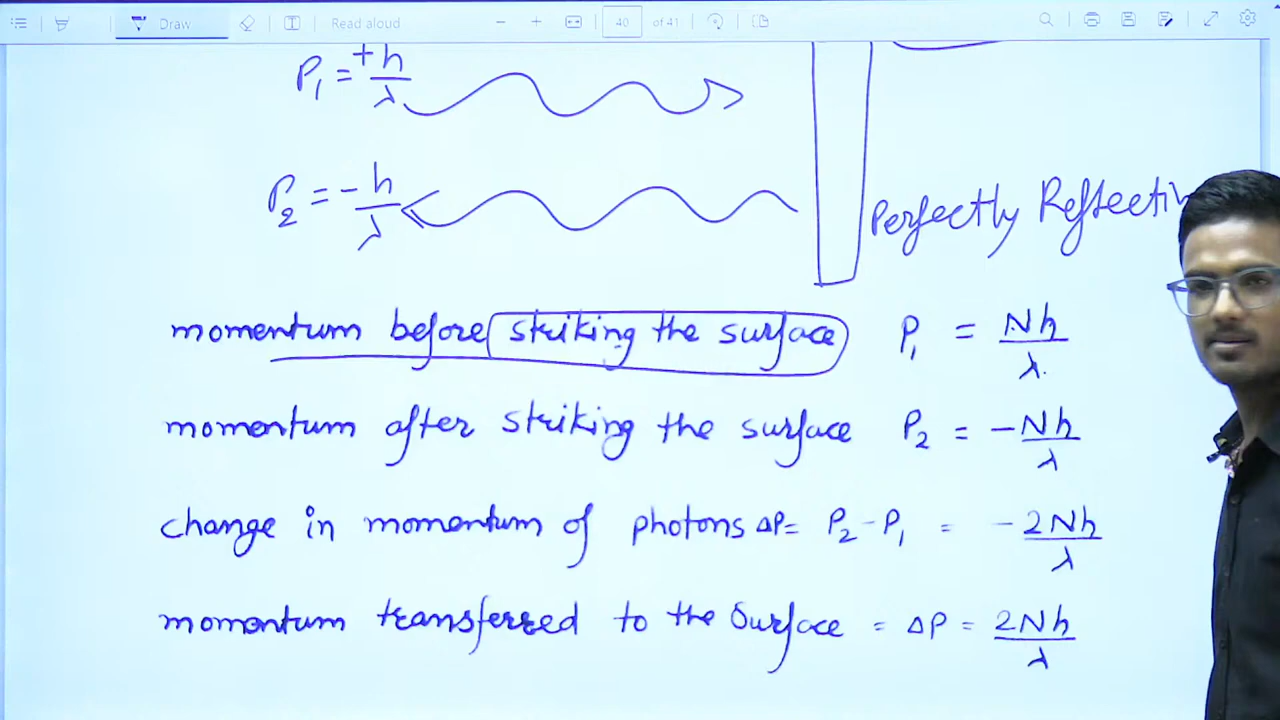 Draw
Read aloud
40 of 41
P₁ = +h/λ
P₂ = -h/λ
Perfectly
momentum before striking the surface P₁ = Nh/λ
momentum after striking the surface P₂ = -Nh/λ
change in momentum of photons ΔP = P₂ - P₁ = -2Nh/λ
momentum transferred to the surface = ΔP = 2Nh/λ